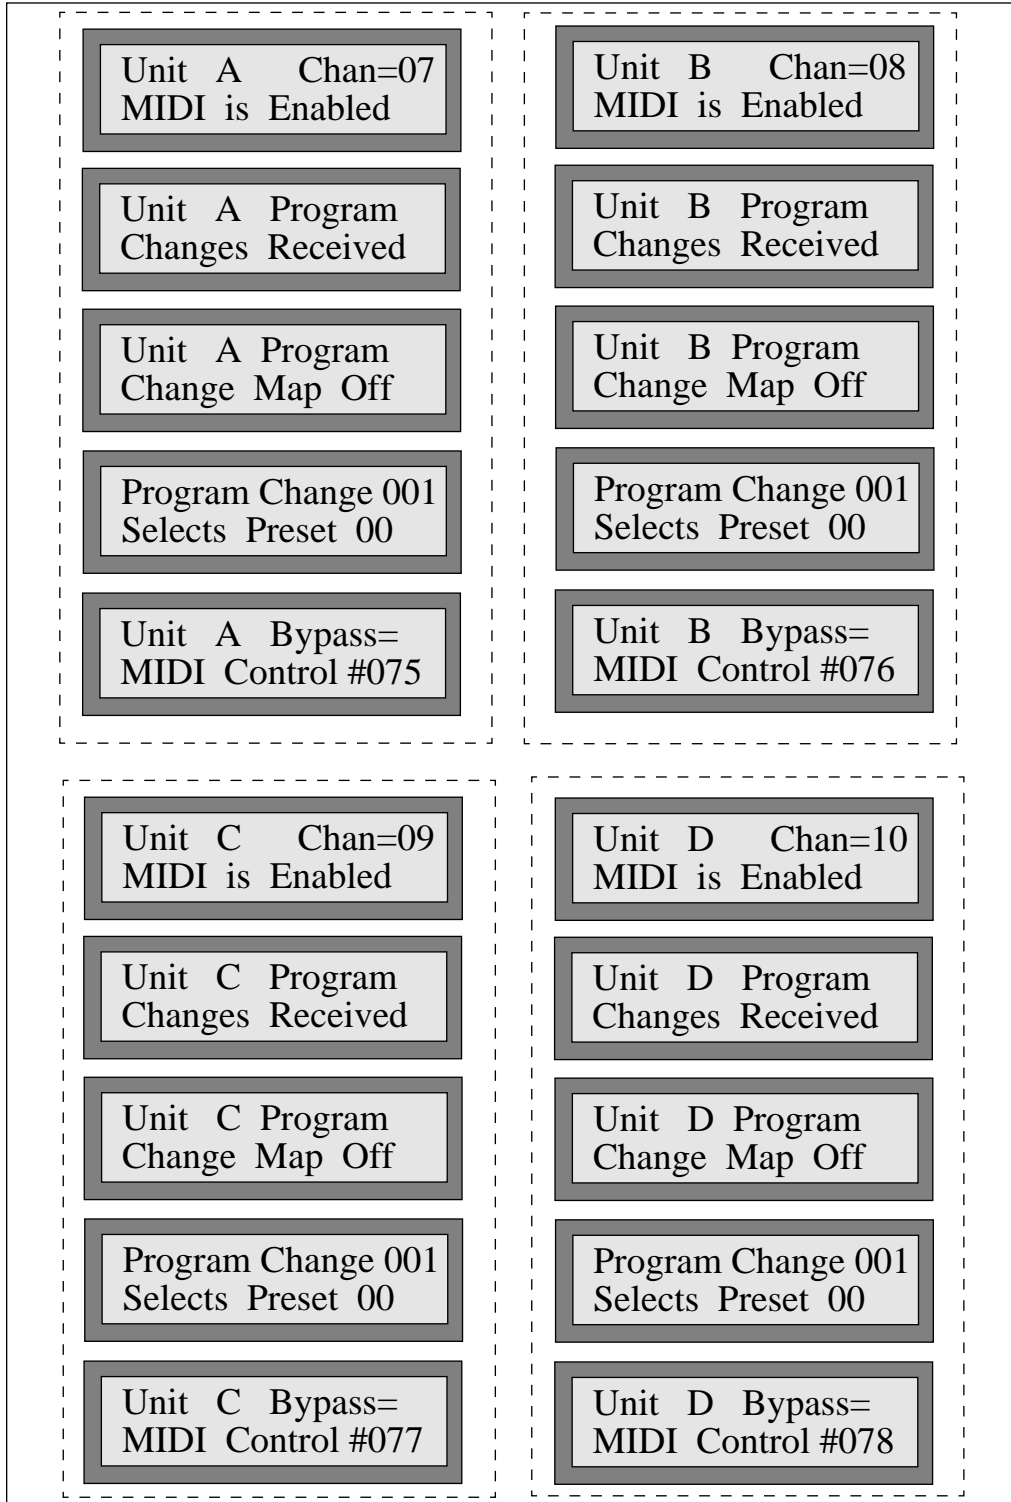 Unit A Chan=07
MIDI is Enabled
Unit A Program
Changes Received
Unit A Program
Change Map Off
Program Change 001
Selects Preset 00
Unit A Bypass=
MIDI Control #075
Unit B Chan=08
MIDI is Enabled
Unit B Program
Changes Received
Unit B Program
Change Map Off
Program Change 001
Selects Preset 00
Unit B Bypass=
MIDI Control #076
Unit C Chan=09
MIDI is Enabled
Unit C Program
Changes Received
Unit C Program
Change Map Off
Program Change 001
Selects Preset 00
Unit C Bypass=
MIDI Control #077
Unit D Chan=10
MIDI is Enabled
Unit D Program
Changes Received
Unit D Program
Change Map Off
Program Change 001
Selects Preset 00
Unit D Bypass=
MIDI Control #078